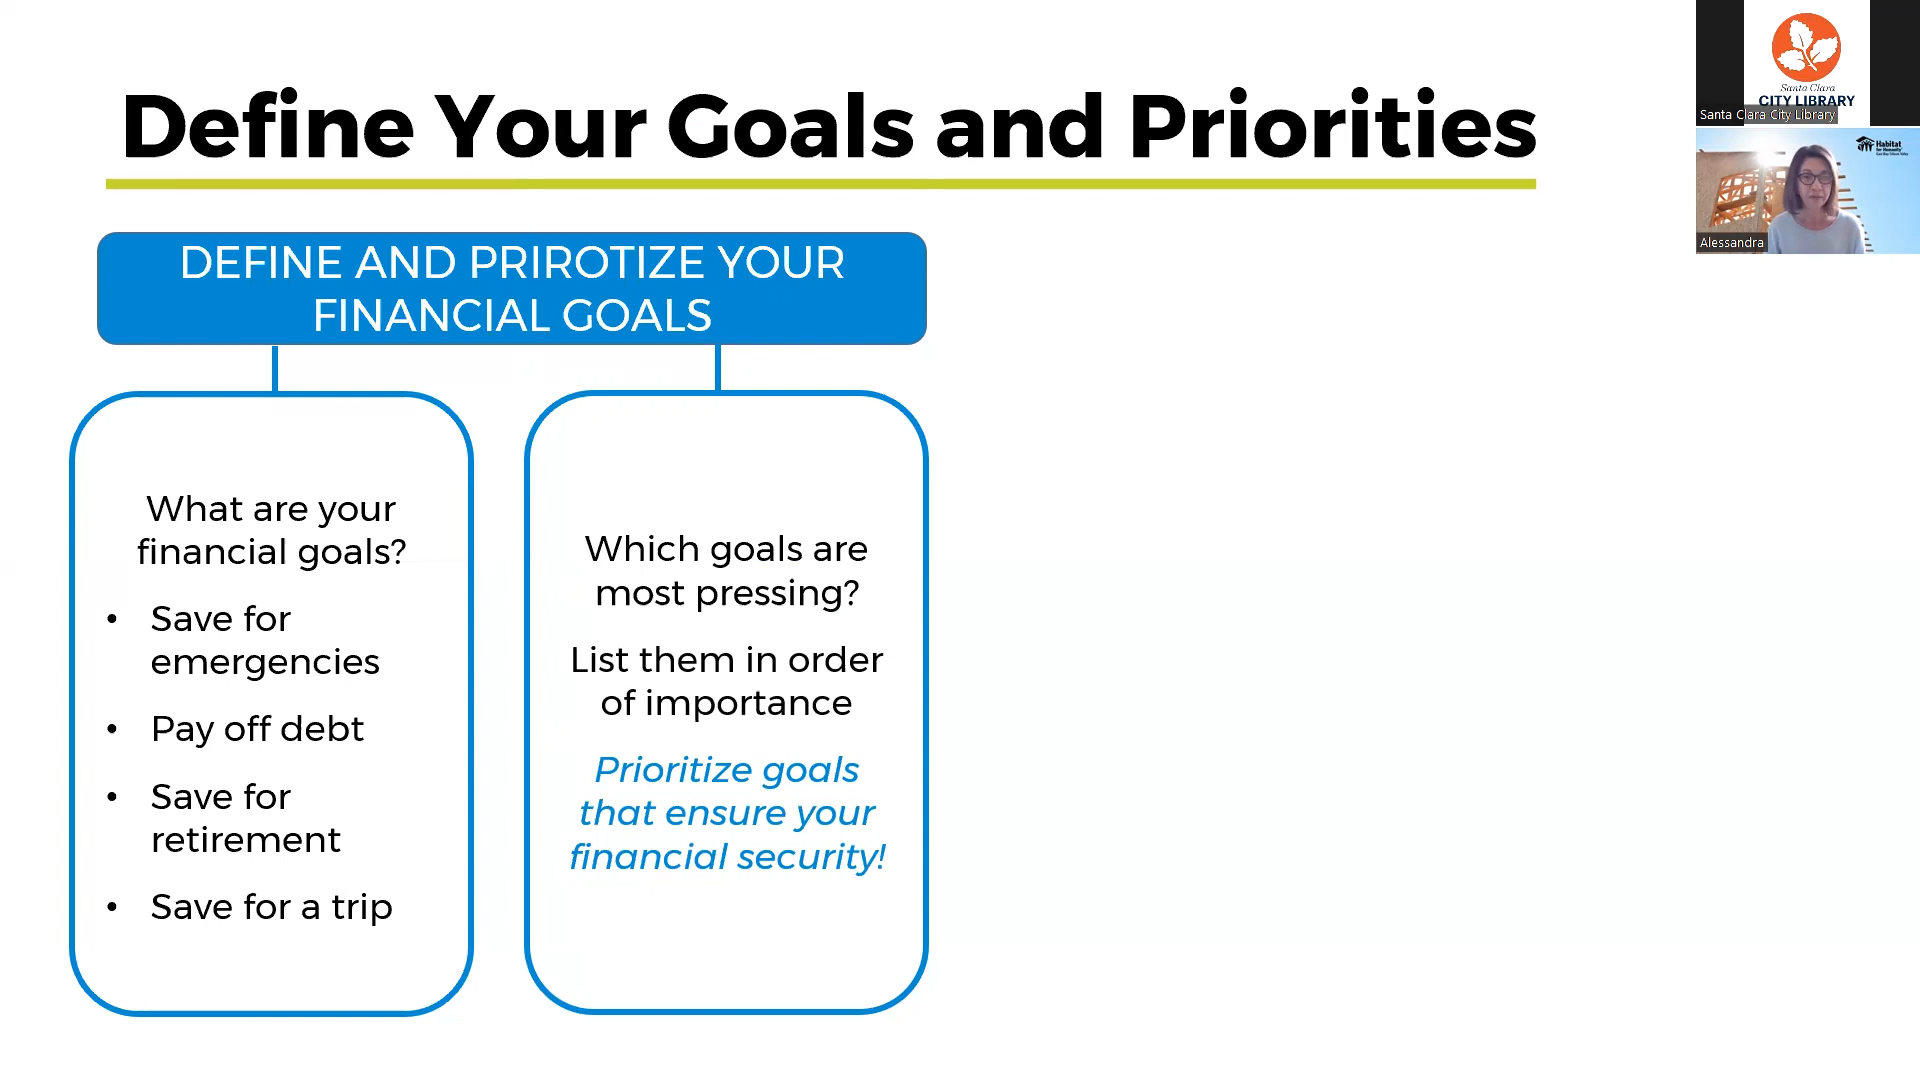 Define Your Goals and Priorities
DEFINE AND PRIROTIZE YOUR
FINANCIAL GOALS
What are your
financial goals?
• Save for
emergencies
• Pay off debt
• Save for
retirement
• Save for a trip
Which goals are
most pressing?
List them in order
of importance
Prioritize goals
that ensure your
financial security!
Santa Clara
CITY LIBRARY
Santa Clara City Library
Habitat
for Humanity
Alessandra